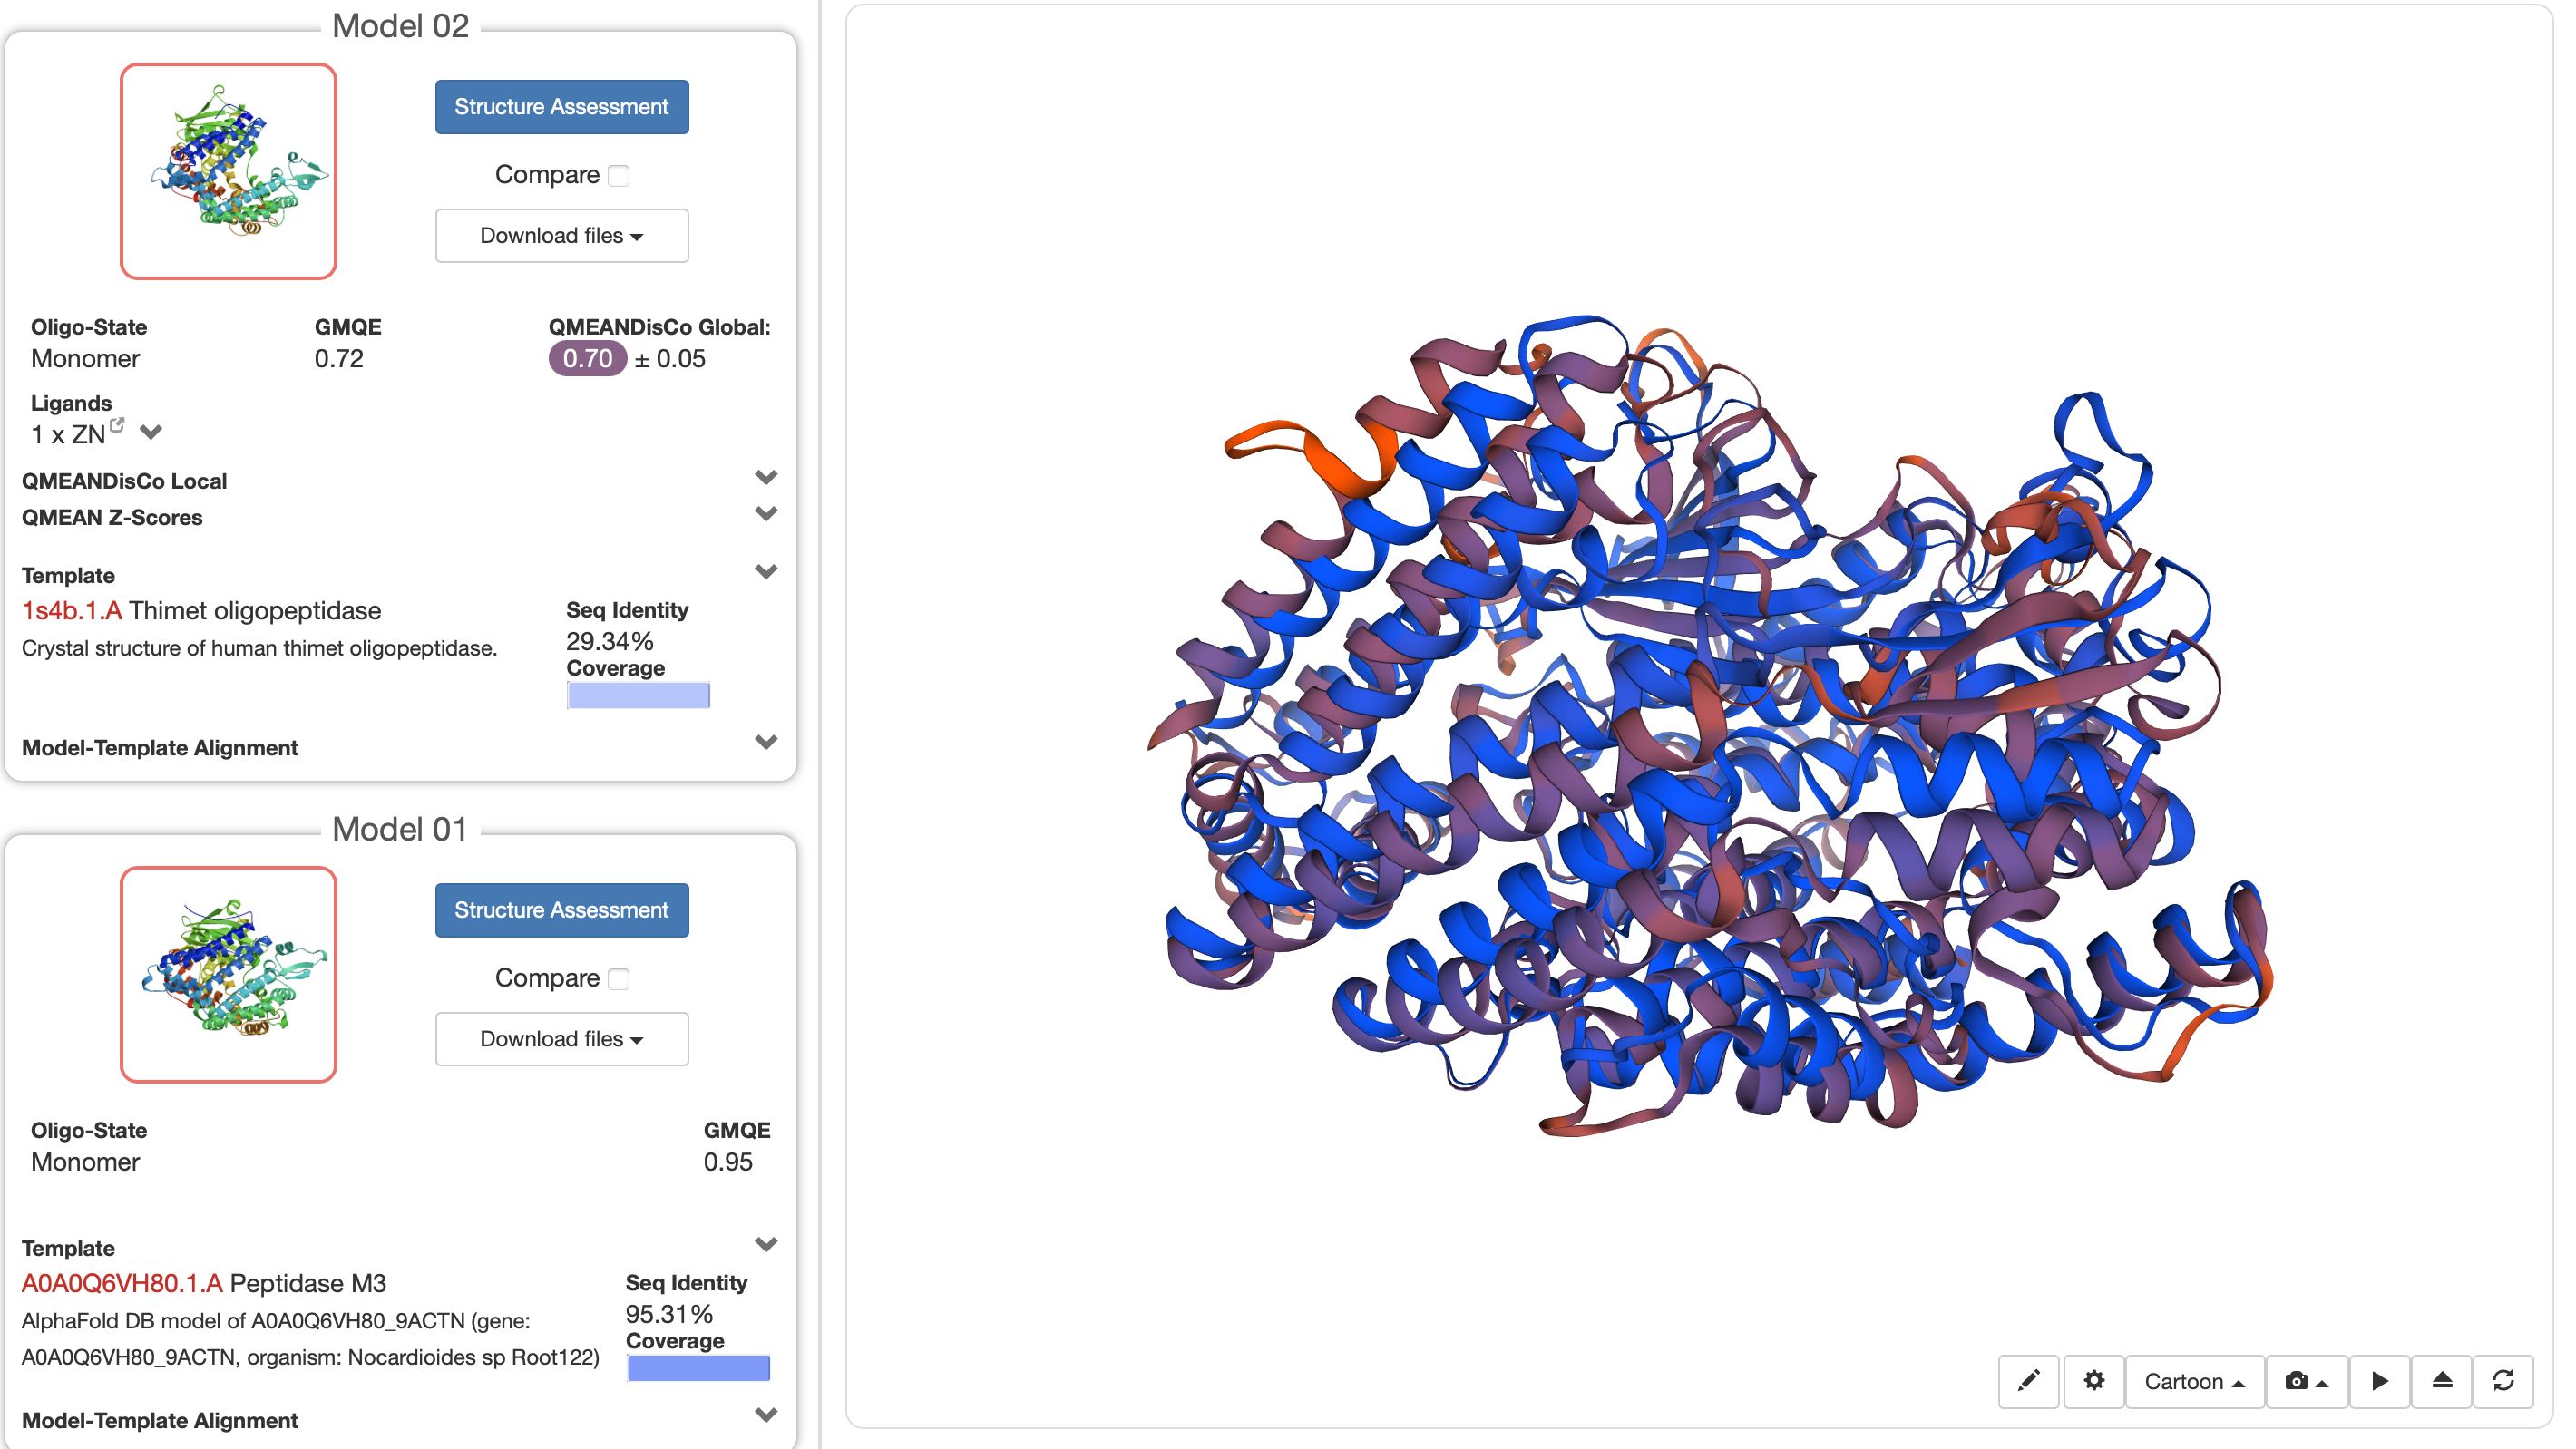 Model 02
Structure Assessment
Compare
Download files
Oligo-State
Monomer
GMQE
0.72
QMEANDisCo Global:
0.70 ± 0.05
Ligands
1 x ZN
QMEANDisCo Local
QMEAN Z-Scores
Template
1s4b.1.A Thimet oligopeptidase
Crystal structure of human thimet oligopeptidase.
Seq Identity
29.34%
Coverage
Model-Template Alignment
Model 01
Structure Assessment
Compare
Download files
Oligo-State
Monomer
GMQE
0.95
Template
A0A0Q6VH80.1.A Peptidase M3
AlphaFold DB model of A0A0Q6VH80_9ACTN (gene:
A0A0Q6VH80_9ACTN, organism: Nocardioides sp Root122)
Seq Identity
95.31%
Coverage
Model-Template Alignment
Cartoon